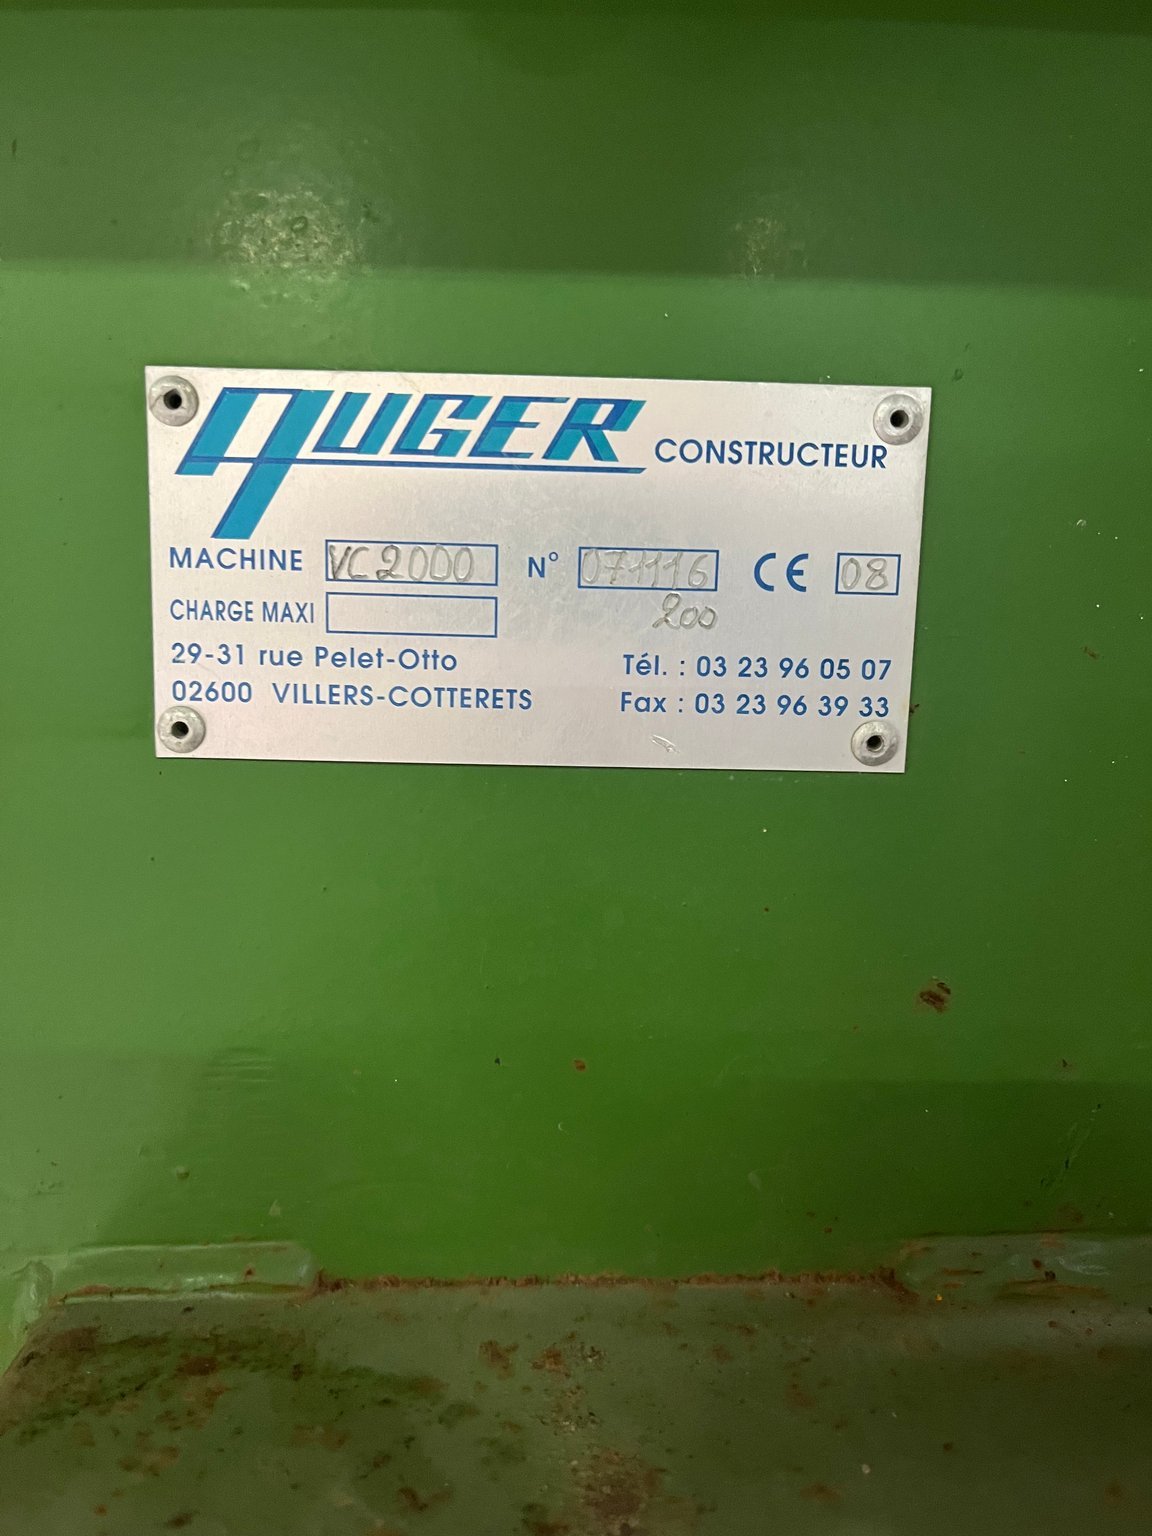 AUGER CONSTRUCTEUR
MACHINE VC2000 N° 071116 CE 08
200
CHARGE MAXI
29-31 rue Pelet-Otto Tél. : 03 23 96 05 07
02600 VILLERS-COTTERETS Fax : 03 23 96 39 33